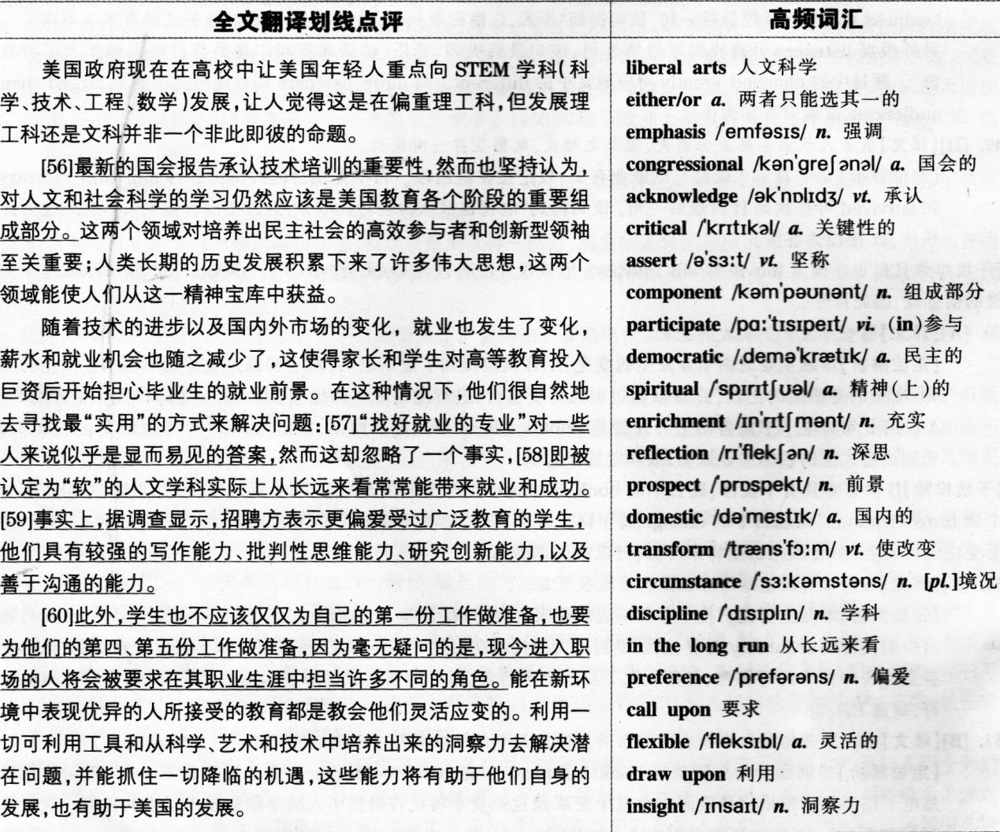 全文翻译划线点评
美国政府现在在高校中让美国年轻人重点向 STEM 学科(科
学、技术、工程、数学)发展,让人觉得这是在偏重理工科,但发展理
工科还是文科并非一个非此即彼的命题。
[56]最新的国会报告承认技术培训的重要性,然而也坚持认为,
对人文和社会科学的学习仍然应该是美国教育各个阶段的重要组
成部分。这两个领域对培养出民主社会的高效参与者和创新型领袖
至关重要;人类长期的历史发展积累下来了许多伟大思想,这两个
领域能使人们从这一精神宝库中获益。
随着技术的进步以及国内外市场的变化，就业也发生了变化，
薪水和就业机会也随之减少了,这使得家长和学生对高等教育投入
巨资后开始担心毕业生的就业前景。在这种情况下,他们很自然地
去寻找最“实用”的方式来解决问题:[57]“找好就业的专业”对一些
人来说似乎是显而易见的答案,然而这却忽略了一个事实,[58]即被
认定为“软”的人文学科实际上从长远来看常常能带来就业和成功。
[59]事实上,据调查显示,招聘方表示更偏爱受过广泛教育的学生,
他们具有较强的写作能力、批判性思维能力、研究创新能力,以及
善于沟通的能力。
[60]此外,学生也不应该仅仅为自己的第一份工作做准备,也要
为他们的第四、第五份工作做准备,因为毫无疑问的是,现今进入职
场的人将会被要求在其职业生涯中担当许多不同的角色。能在新环
境中表现优异的人所接受的教育都是教会他们灵活应变的。利用一
切可利用工具和从科学、艺术和技术中培养出来的洞察力去解决潜
在问题,并能抓住一切降临的机遇,这些能力将有助于他们自身的
发展,也有助于美国的发展。
高频词汇
liberal arts 人文科学
either/or a. 两者只能选其一的
emphasis /ˈemfəsɪs/ n. 强调
congressional /kənˈgreʃənəl/ a. 国会的
acknowledge /əkˈnɒlɪdʒ/ vt. 承认
critical /ˈkrɪtɪkəl/ a. 关键性的
assert /əˈsɜːt/ vt. 坚称
component /kəmˈpəʊnənt/ n. 组成部分
participate /pɑːˈtɪsɪpeɪt/ vi. (in)参与
democratic /ˌdeməˈkrætɪk/ a. 民主的
spiritual /ˈspɪrɪtʃʊəl/ a. 精神(上)的
enrichment /ɪnˈrɪtʃmənt/ n. 充实
reflection /rɪˈflekʃən/ n. 深思
prospect /ˈprɒspekt/ n. 前景
domestic /dəˈmestɪk/ a. 国内的
transform /trænsˈfɔːm/ vt. 使改变
circumstance /ˈsɜːkəmstəns/ n. [pl.]境况
discipline /ˈdɪsɪplɪn/ n. 学科
in the long run 从长远来看
preference /ˈprefərəns/ n. 偏爱
call upon 要求
flexible /ˈfleksɪbl/ a. 灵活的
draw upon 利用
insight /ˈɪnsaɪt/ n. 洞察力